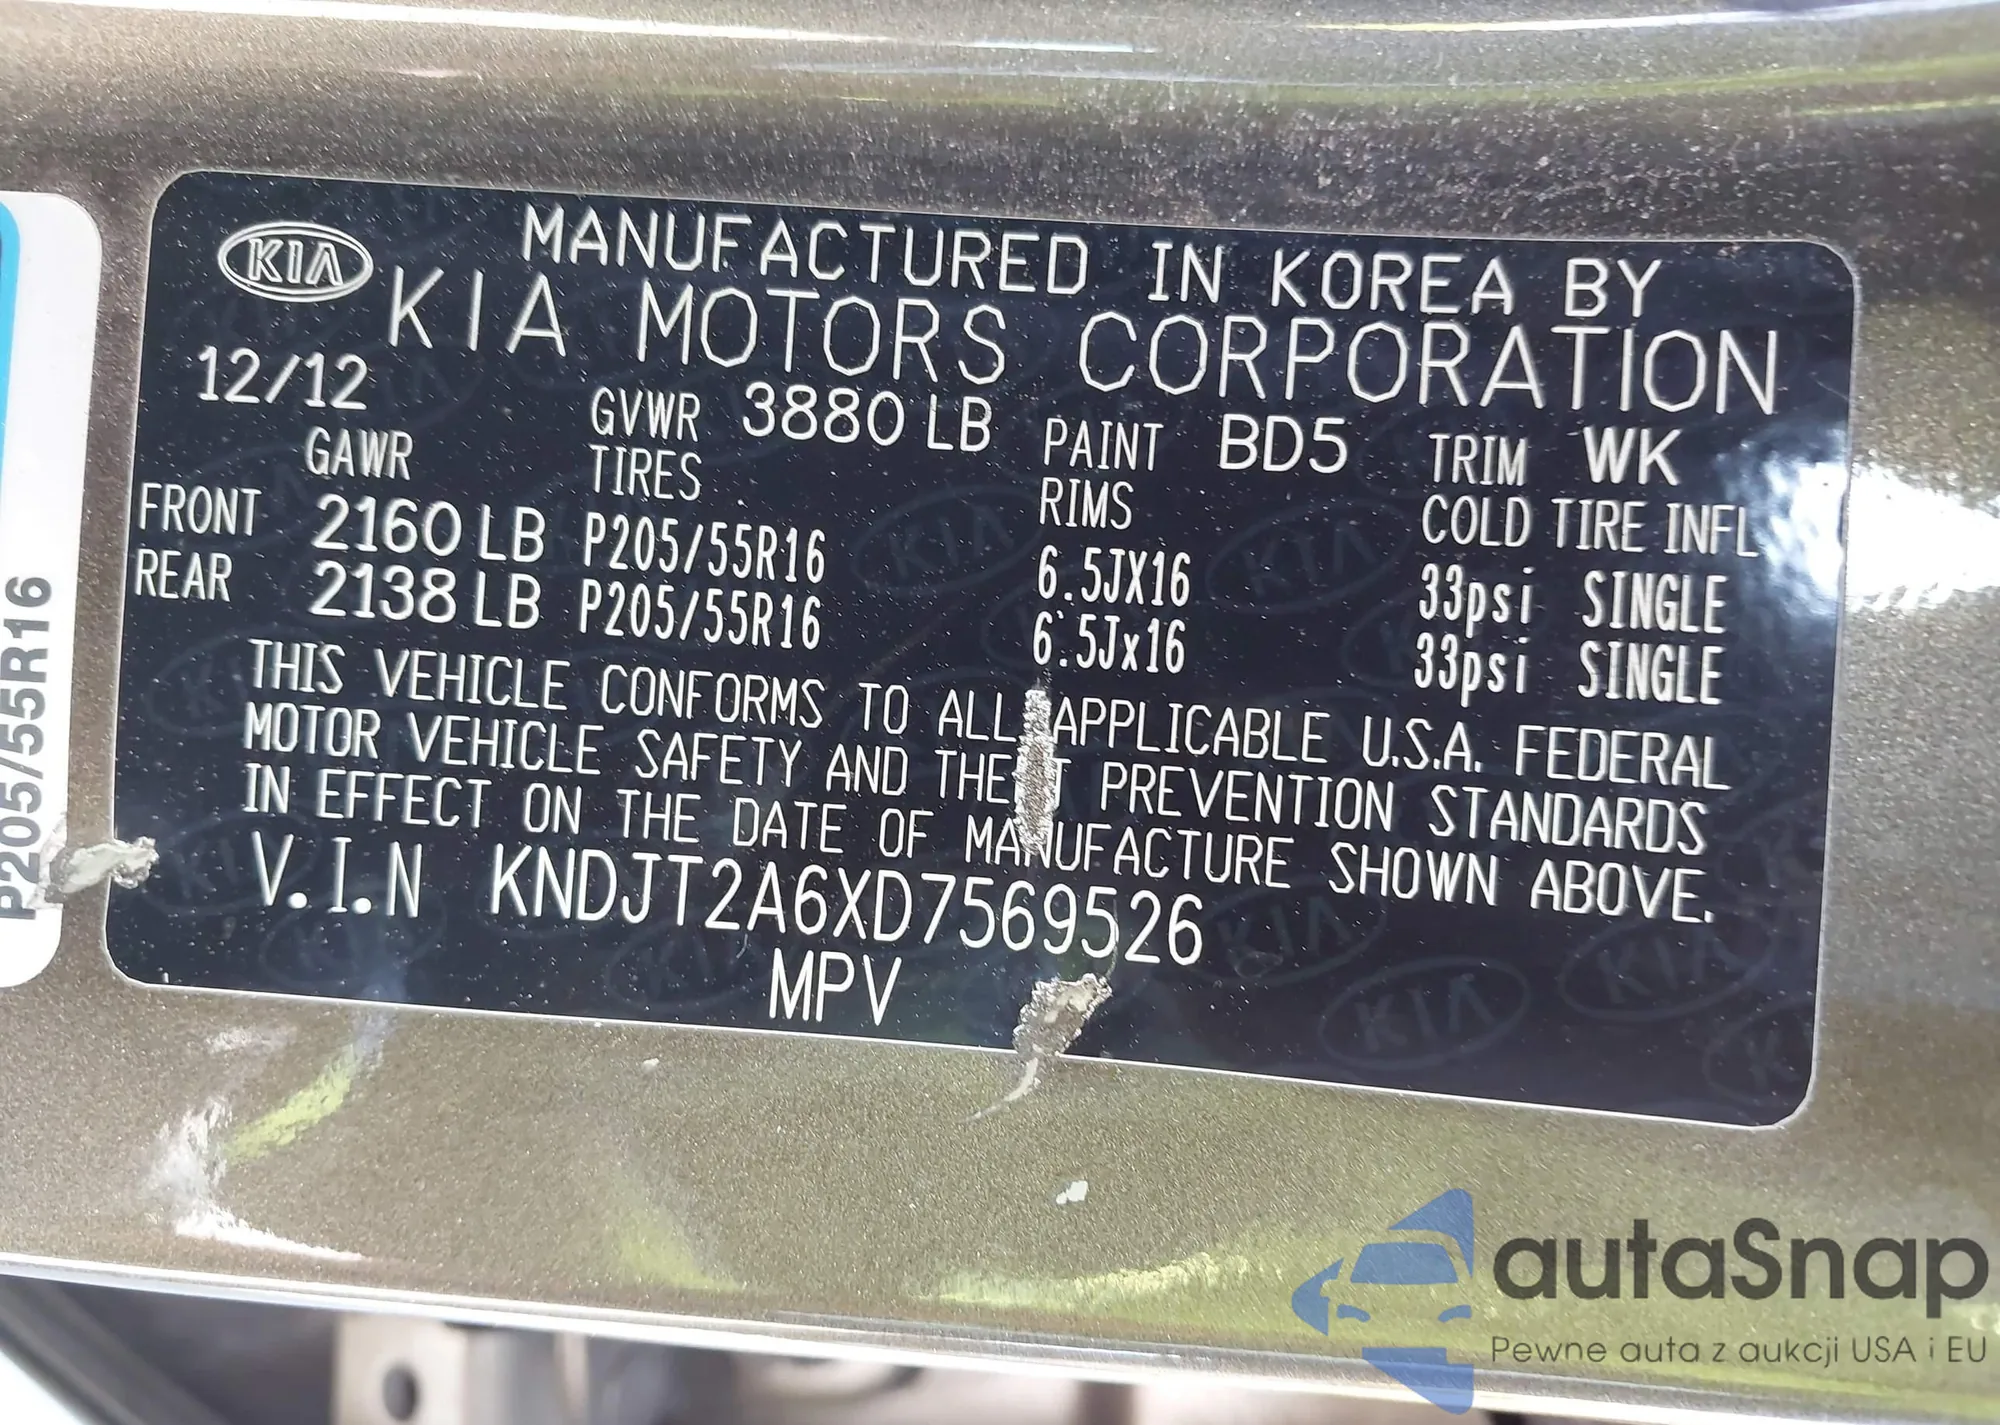 KIA
MANUFACTURED IN KOREA BY
KIA MOTORS CORPORATION
12/12 GVWR 3880 LB PAINT BD5 TRIM WK
GAWR TIRES RIMS COLD TIRE INFL
FRONT 2160 LB P205/55R16 6.5JX16 33psi SINGLE
REAR 2138 LB P205/55R16 6.5Jx16 33psi SINGLE
THIS VEHICLE CONFORMS TO ALL APPLICABLE U.S.A. FEDERAL
MOTOR VEHICLE SAFETY AND THEFT PREVENTION STANDARDS
IN EFFECT ON THE DATE OF MANUFACTURE SHOWN ABOVE.
V.I.N KNDJT2A6XD7569526
MPV
P205/55R16
autaSnap
Pewne auta z aukcji USA i EU